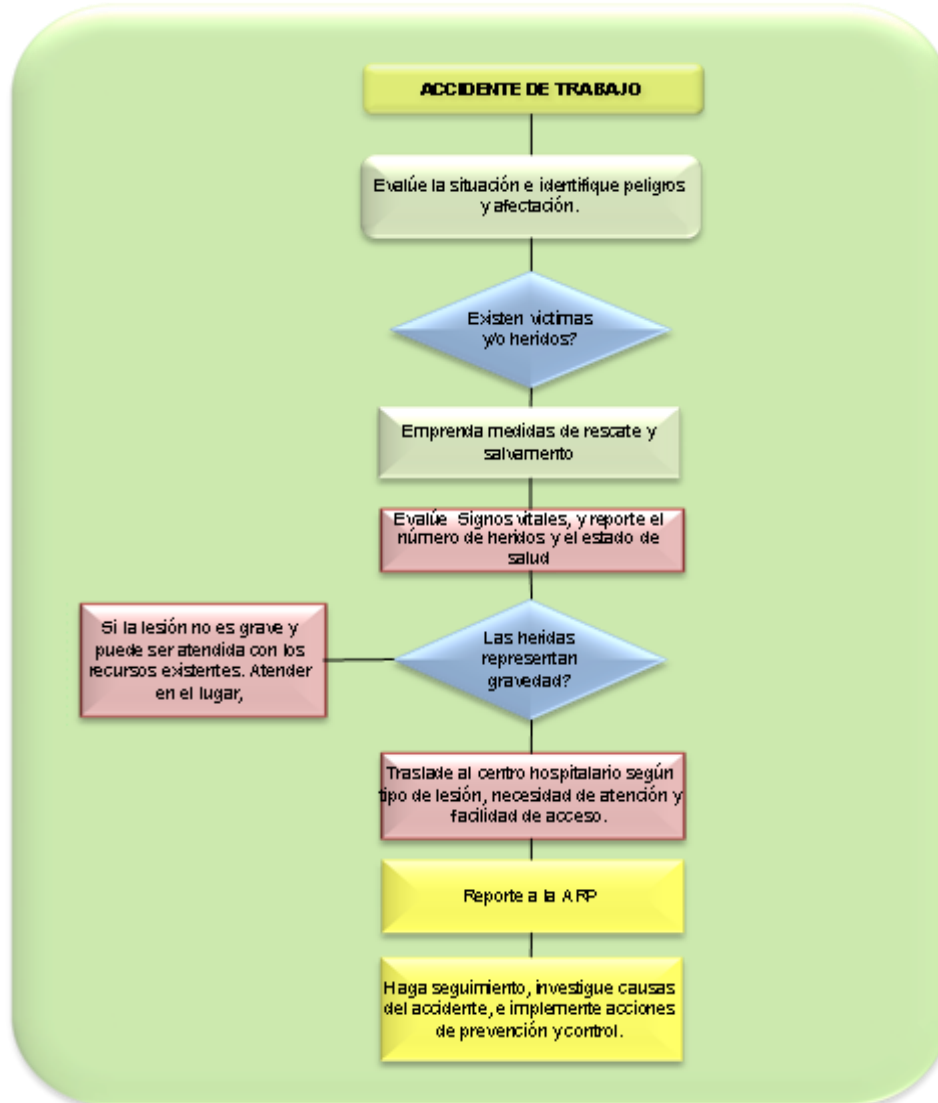 ACCIDENTE DE TRABAJO
Evalúe la situación e identifique peligros
y afectación.
Existen victimas
y/o heridos?
Emprenda medidas de rescate y
salvamento
Evalúe Signos vitales, y reporte el
número de heridos y el estado de
salud
Si la lesión no es grave y
puede ser atendida con los
recursos existentes. Atender
en el lugar,
Las heridas
representan
gravedad?
Traslade al centro hospitalario según
tipo de lesión, necesidad de atención y
facilidad de acceso.
Reporte a la ARP
Haga seguimiento, investigue causas
del accidente, e implemente acciones
de prevención y control.